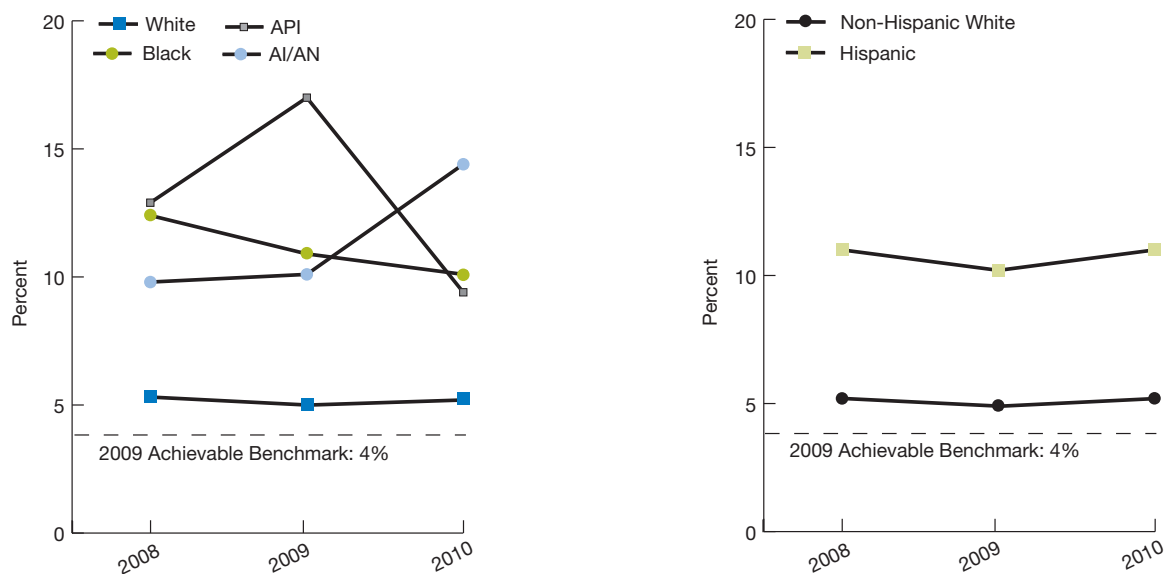 20
White
API
Black
AI/AN
15
10
Percent
5
2009 Achievable Benchmark: 4%
0
2008
2009
2010
20
Non-Hispanic White
Hispanic
15
10
Percent
5
2009 Achievable Benchmark: 4%
0
2008
2009
2010